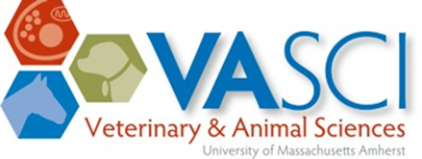 VASCI
Veterinary & Animal Sciences
University of Massachusetts Amherst